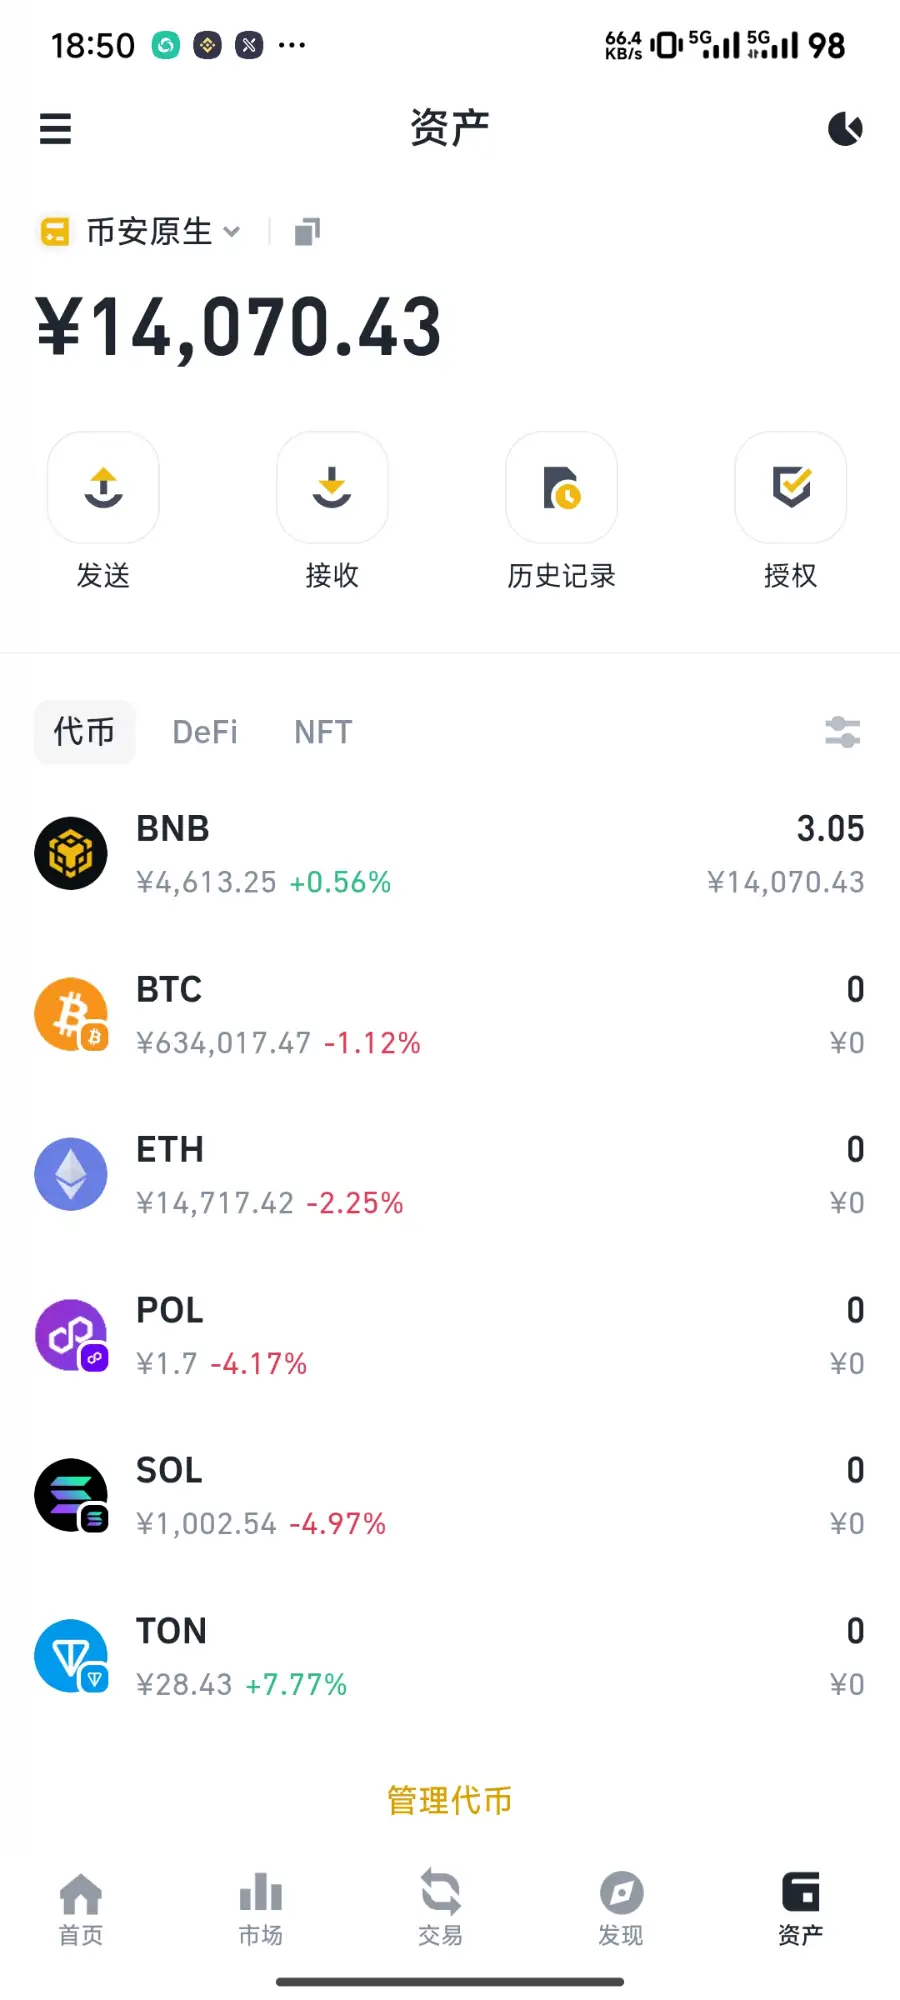 18:50 66.4 KB/s 5G 5G 98
资产
币安原生
¥14,070.43
发送 接收 历史记录 授权
代币 DeFi NFT
BNB 3.05
¥4,613.25 +0.56% ¥14,070.43
BTC 0
¥634,017.47 -1.12% ¥0
ETH 0
¥14,717.42 -2.25% ¥0
POL 0
¥1.7 -4.17% ¥0
SOL 0
¥1,002.54 -4.97% ¥0
TON 0
¥28.43 +7.77% ¥0
管理代币
首页 市场 交易 发现 资产